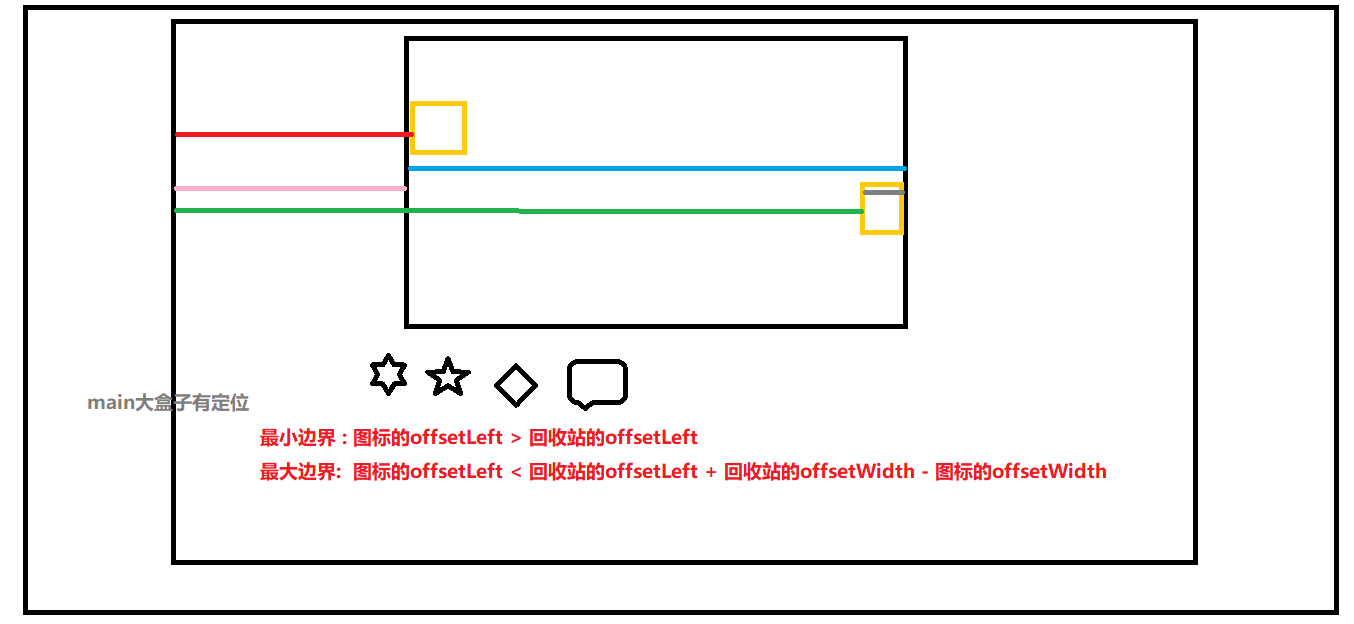 main大盒子有定位
最小边界 : 图标的offsetLeft > 回收站的offsetLeft
最大边界: 图标的offsetLeft < 回收站的offsetLeft + 回收站的offsetWidth - 图标的offsetWidth